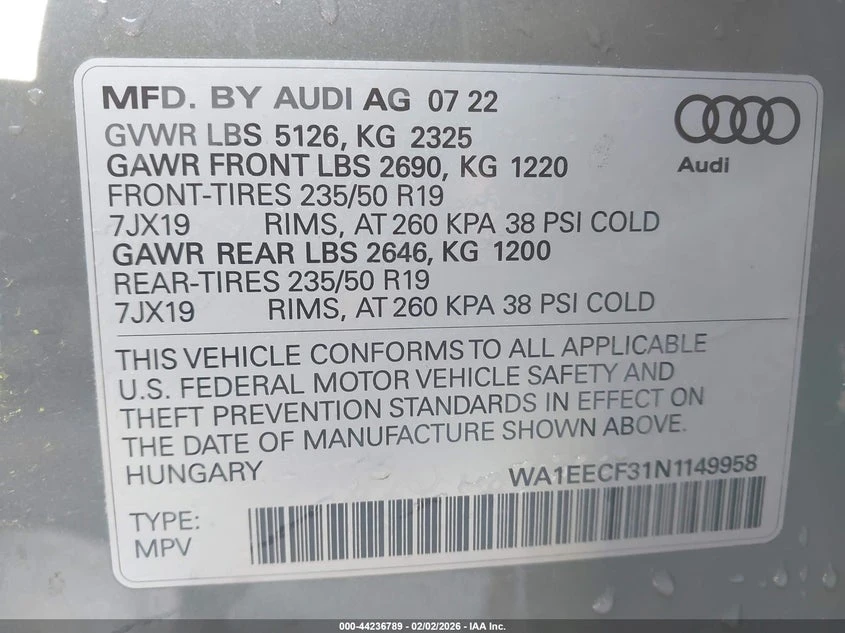 MFD. BY AUDI AG 07 22
GVWR LBS 5126, KG 2325
GAWR FRONT LBS 2690, KG 1220
FRONT-TIRES 235/50 R19
7JX19 RIMS, AT 260 KPA 38 PSI COLD
GAWR REAR LBS 2646, KG 1200
REAR-TIRES 235/50 R19
7JX19 RIMS, AT 260 KPA 38 PSI COLD
Audi
THIS VEHICLE CONFORMS TO ALL APPLICABLE
U.S. FEDERAL MOTOR VEHICLE SAFETY AND
THEFT PREVENTION STANDARDS IN EFFECT ON
THE DATE OF MANUFACTURE SHOWN ABOVE.
HUNGARY WA1EECF31N1149958
TYPE:
MPV
000-44236789 - 02/02/2026 - IAA Inc.